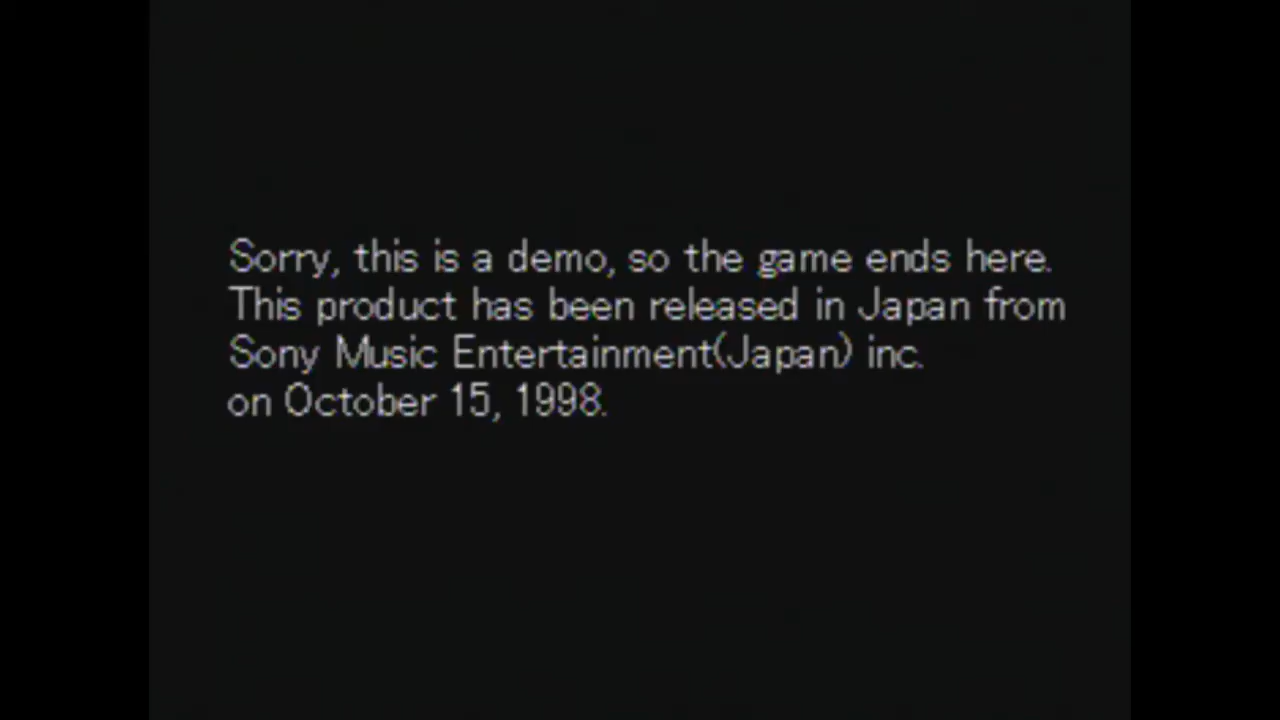 Sorry, this is a demo, so the game ends here.
This product has been released in Japan from
Sony Music Entertainment(Japan) inc.
on October 15, 1998.